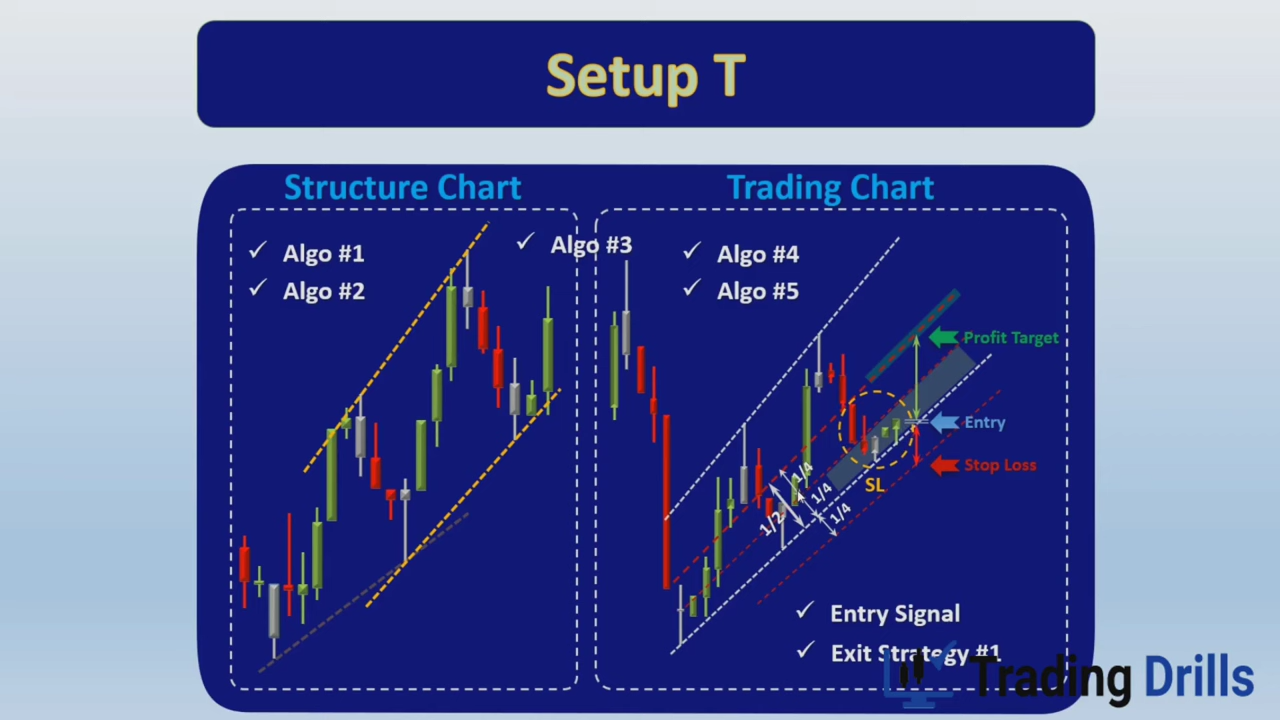 Setup T
Structure Chart
Trading Chart
Algo #1
Algo #2
Algo #3
Algo #4
Algo #5
Profit Target
Entry
Stop Loss
SL
1/4
1/4
1/4
1/2
Entry Signal
Exit Strategy #1
Trading Drills